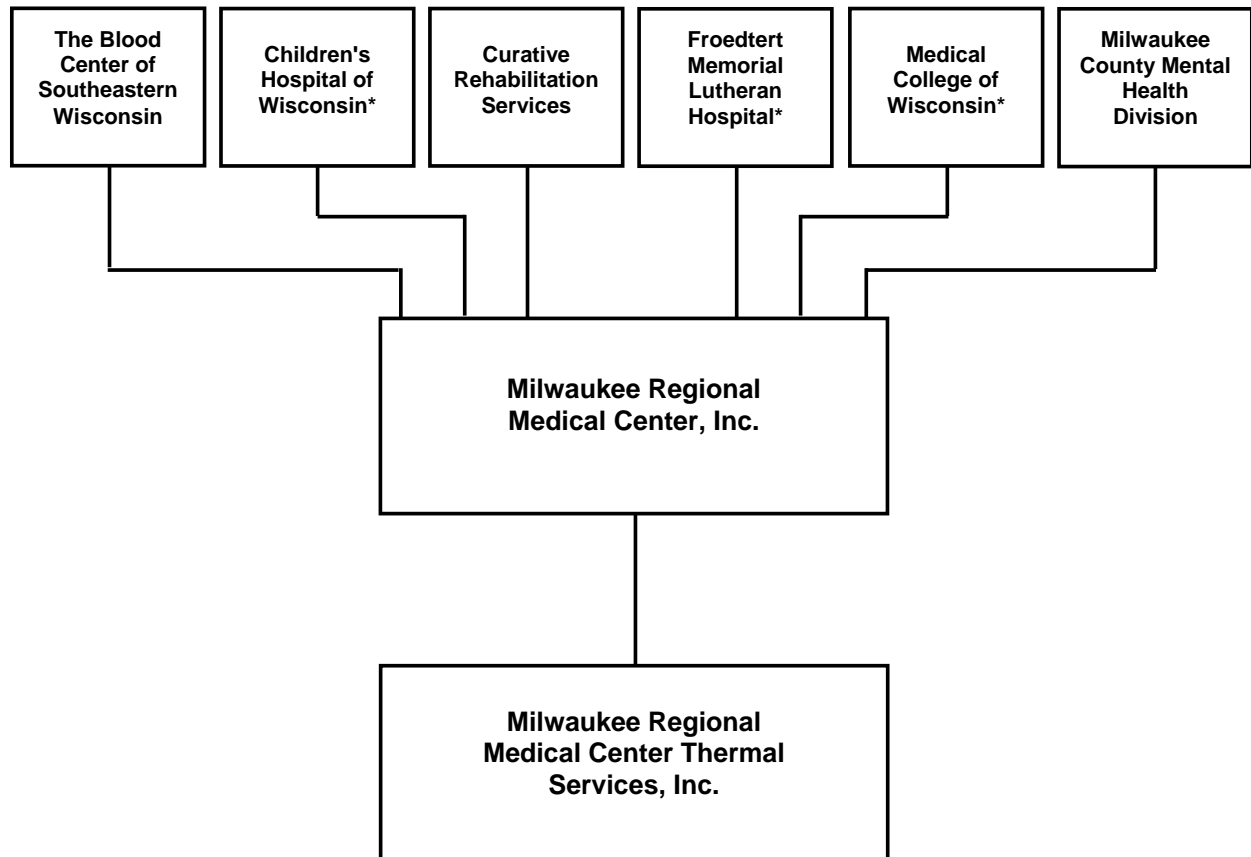 The Blood
Center of
Southeastern
Wisconsin
Children's
Hospital of
Wisconsin*
Curative
Rehabilitation
Services
Froedtert
Memorial
Lutheran
Hospital*
Medical
College of
Wisconsin*
Milwaukee
County Mental
Health
Division
Milwaukee Regional
Medical Center, Inc.
Milwaukee Regional
Medical Center Thermal
Services, Inc.